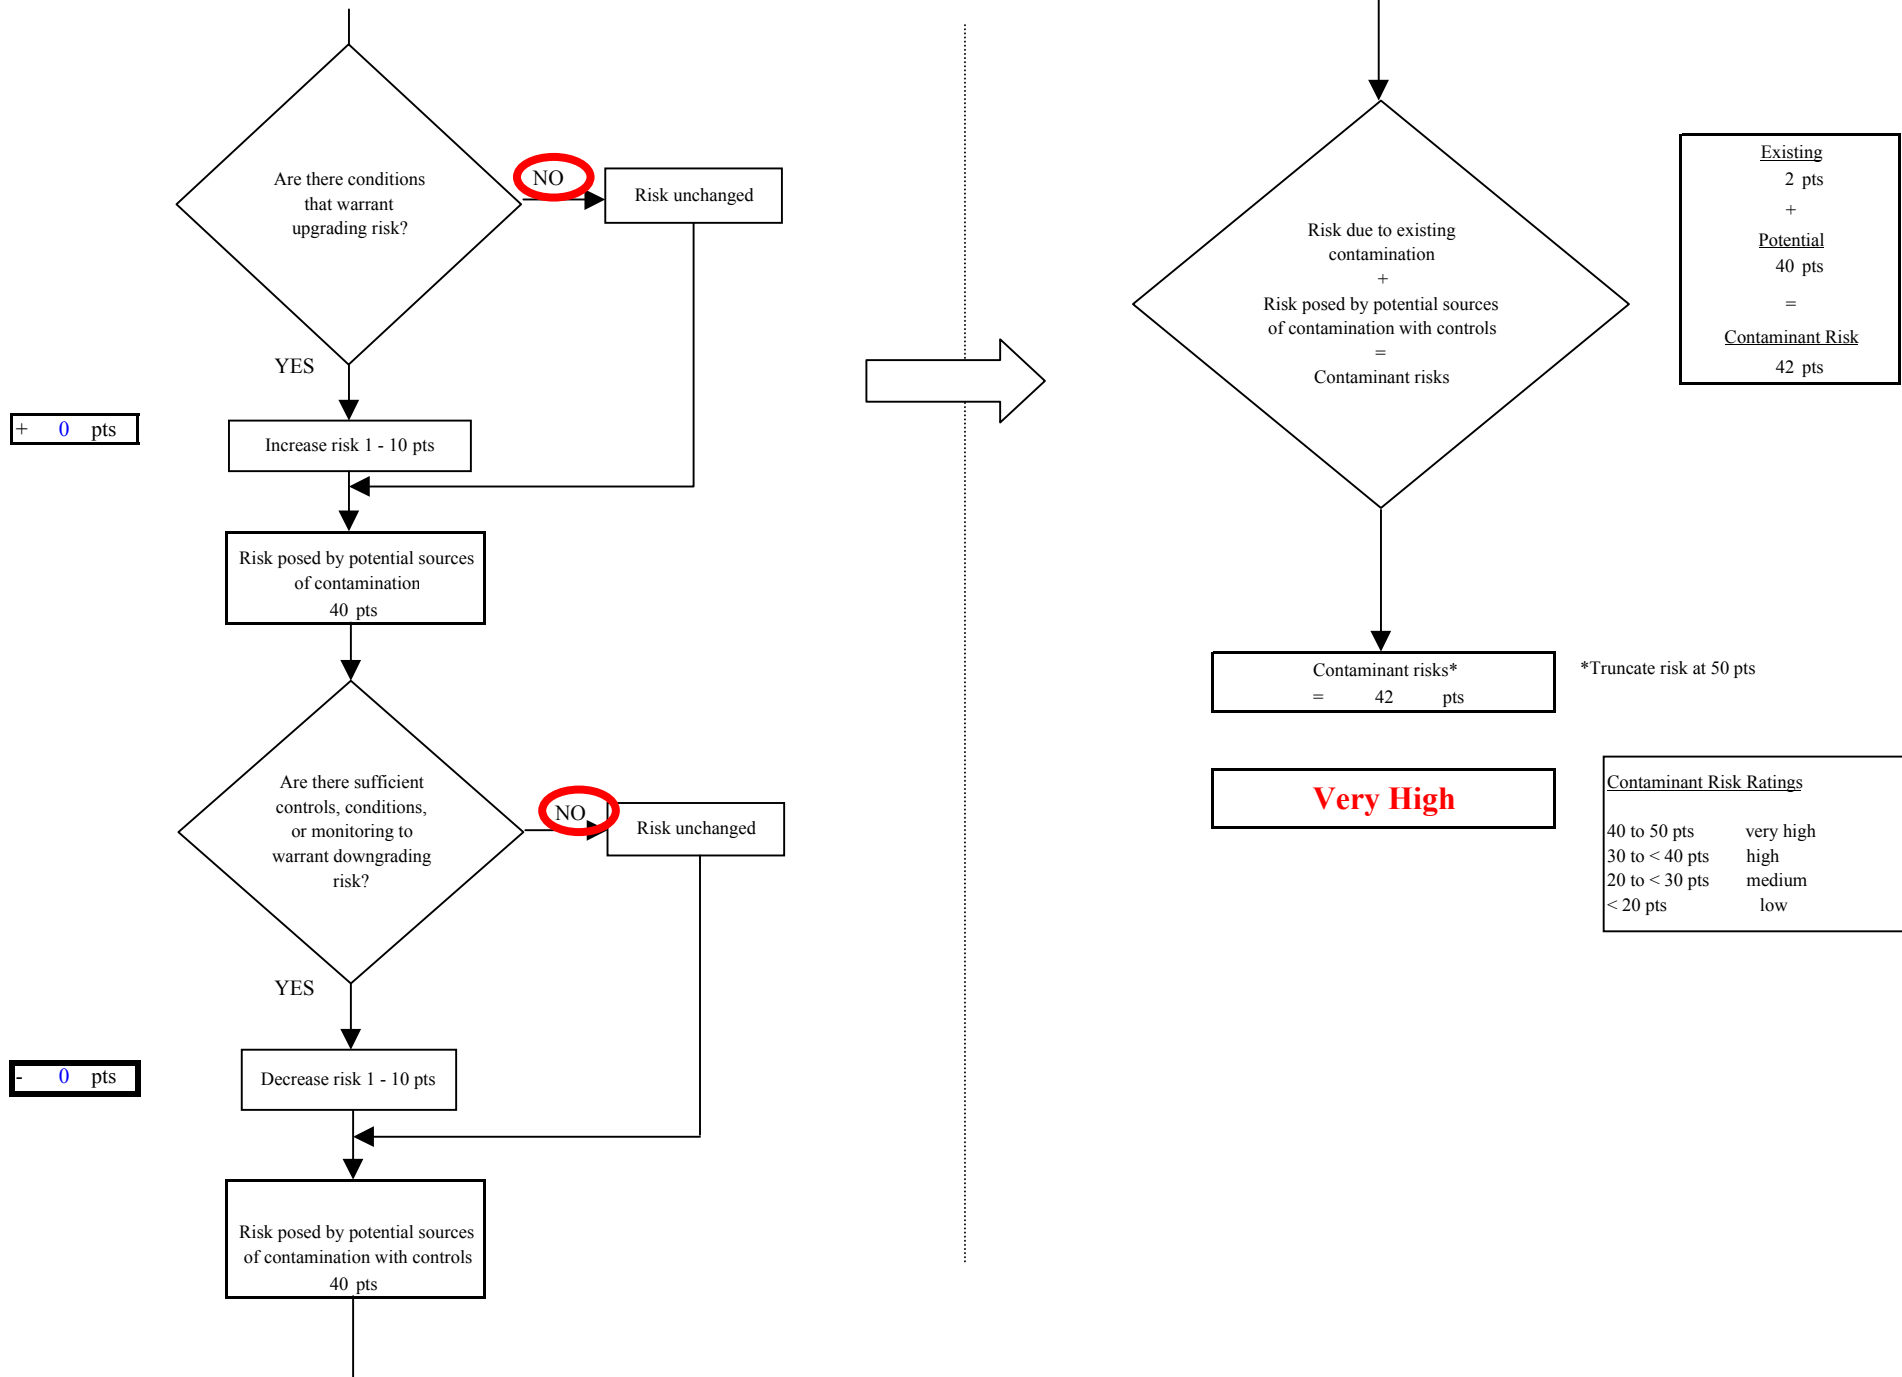 Are there conditions
that warrant
upgrading risk?
NO
Risk unchanged
YES
+ 0 pts
Increase risk 1 - 10 pts
Risk posed by potential sources
of contamination
40 pts
Are there sufficient
controls, conditions,
or monitoring to
warrant downgrading
risk?
NO
Risk unchanged
YES
- 0 pts
Decrease risk 1 - 10 pts
Risk posed by potential sources
of contamination with controls
40 pts
Risk due to existing
contamination
+
Risk posed by potential sources
of contamination with controls
=
Contaminant risks
Existing
2 pts
+
Potential
40 pts
=
Contaminant Risk
42 pts
Contaminant risks*
= 42 pts
*Truncate risk at 50 pts
Very High
Contaminant Risk Ratings
40 to 50 pts very high
30 to < 40 pts high
20 to < 30 pts medium
< 20 pts low